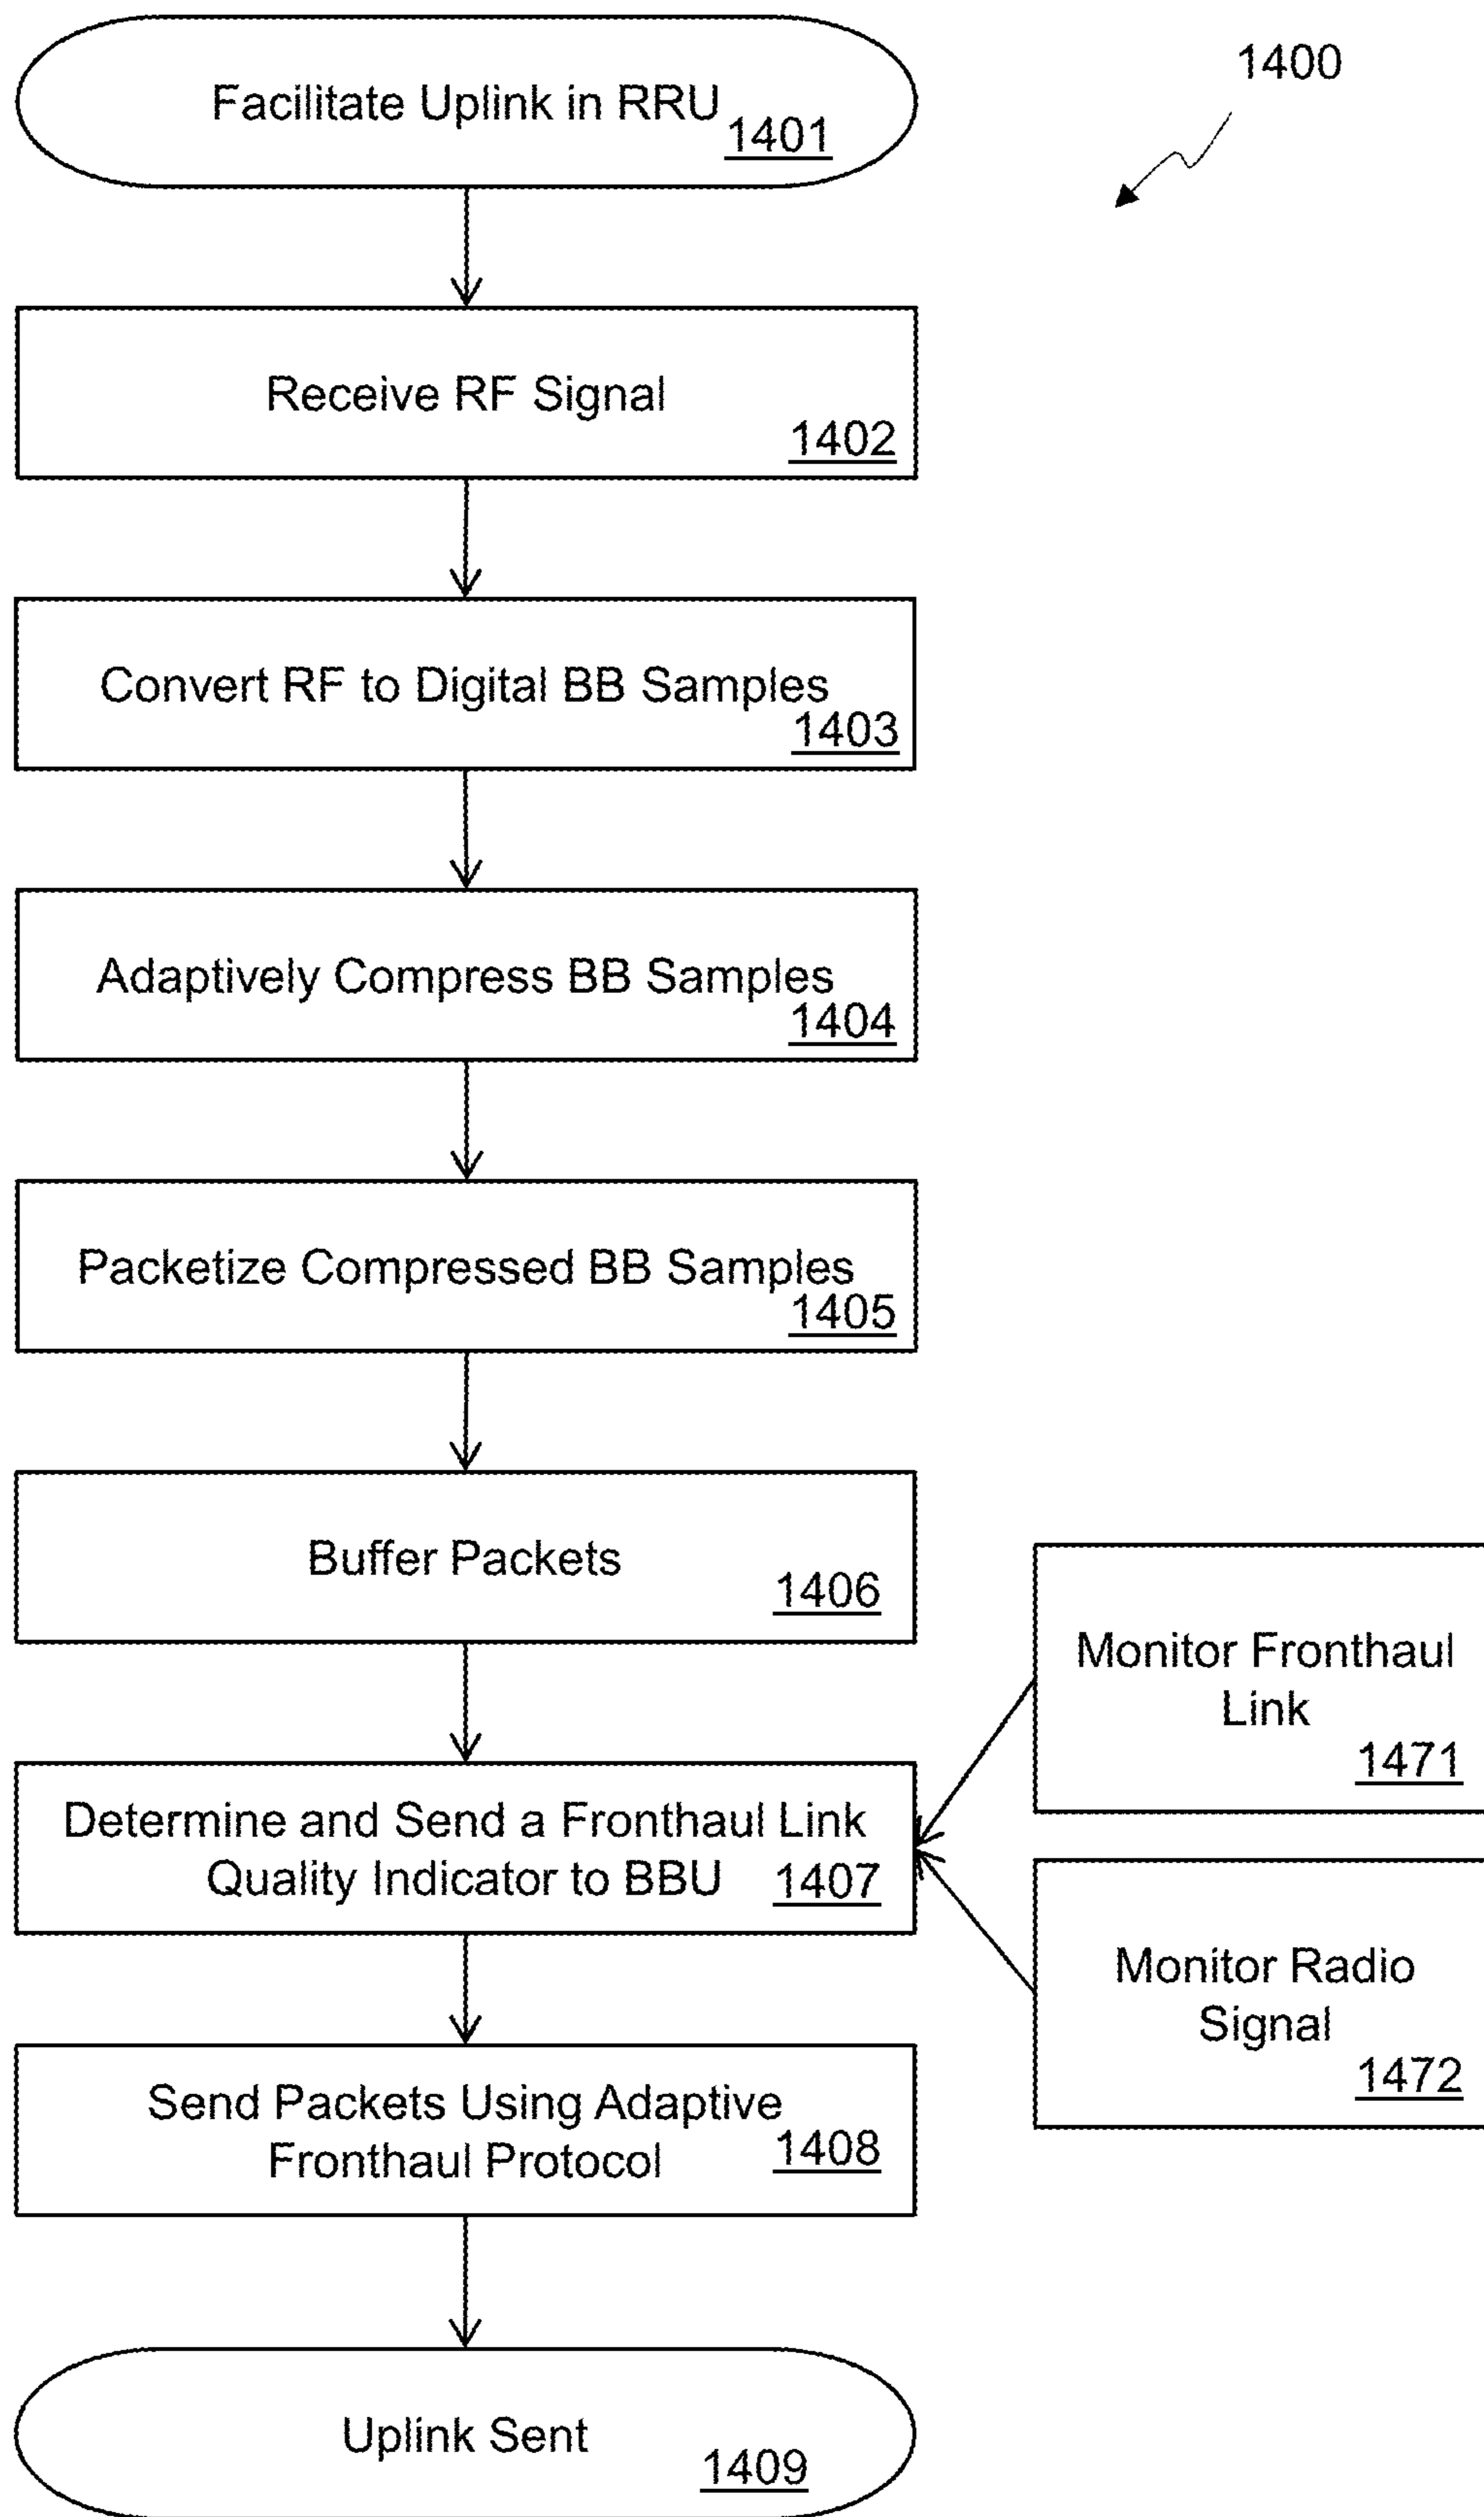 Facilitate Uplink in RRU
1401
1400
Receive RF Signal
1402
Convert RF to Digital BB Samples
1403
Adaptively Compress BB Samples
1404
Packetize Compressed BB Samples
1405
Buffer Packets
1406
Monitor Fronthaul
Link
1471
Determine and Send a Fronthaul Link
Quality Indicator to BBU
1407
Monitor Radio
Signal
1472
Send Packets Using Adaptive
Fronthaul Protocol
1408
Uplink Sent
1409